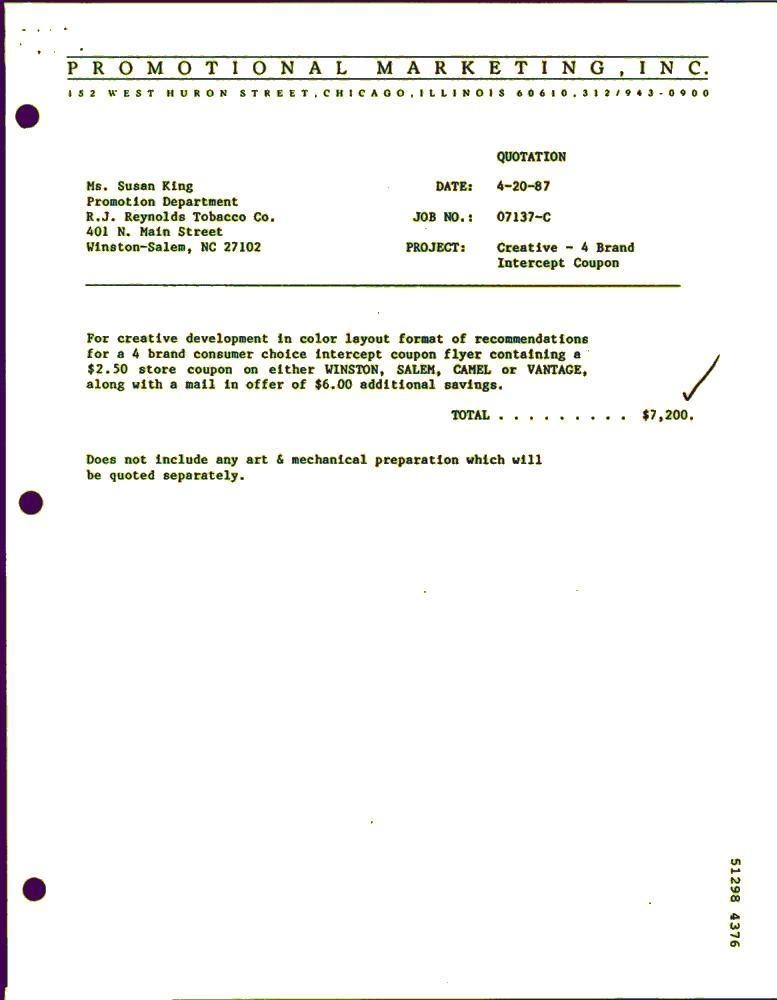 PROMOTIONAL MARKETING, INC.
152 WEST HURON STREET, CHICAGO, ILLINOIS 60610, 312/943-0900
QUOTATION
Ms. Susan King
Promotion Department
R.J. Reynolds Tobacco Co.
401 N. Main Street
Winston-Salem, NC 27102
DATE: 4-20-87
JOB NO.: 07137-C
PROJECT: Creative - 4 Brand
Intercept Coupon
For creative development in color layout format of recommendations
for a 4 brand consumer choice intercept coupon flyer containing a
$2.50 store coupon on either WINSTON, SALEM, CAMEL or VANTAGE,
along with a mail in offer of $6.00 additional savings.
TOTAL . . . . . . . . . $7,200.
Does not include any art & mechanical preparation which will
be quoted separately.
51298 4376